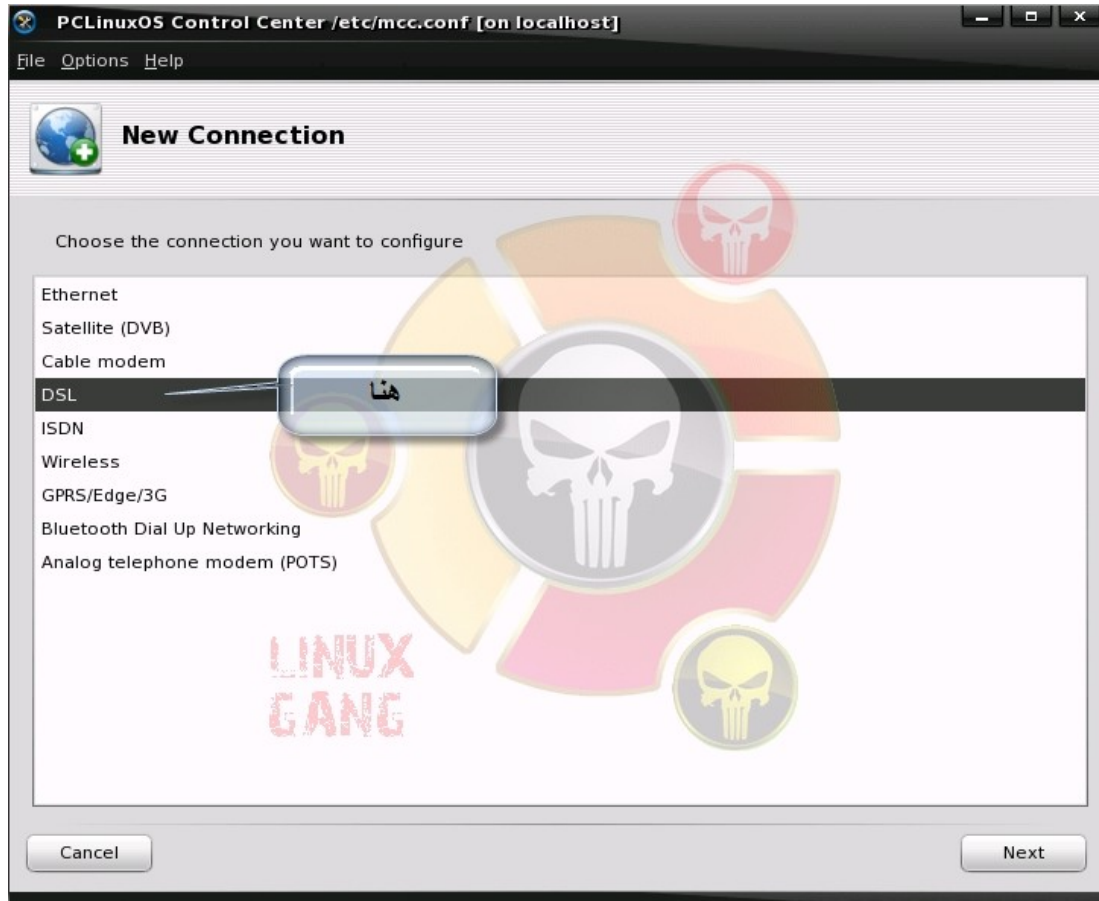 PCLinuxOS Control Center /etc/mcc.conf [on localhost]
File Options Help
New Connection
Choose the connection you want to configure
Ethernet
Satellite (DVB)
Cable modem
DSL
هنا
ISDN
Wireless
GPRS/Edge/3G
Bluetooth Dial Up Networking
Analog telephone modem (POTS)
LINUX
GANG
Cancel
Next